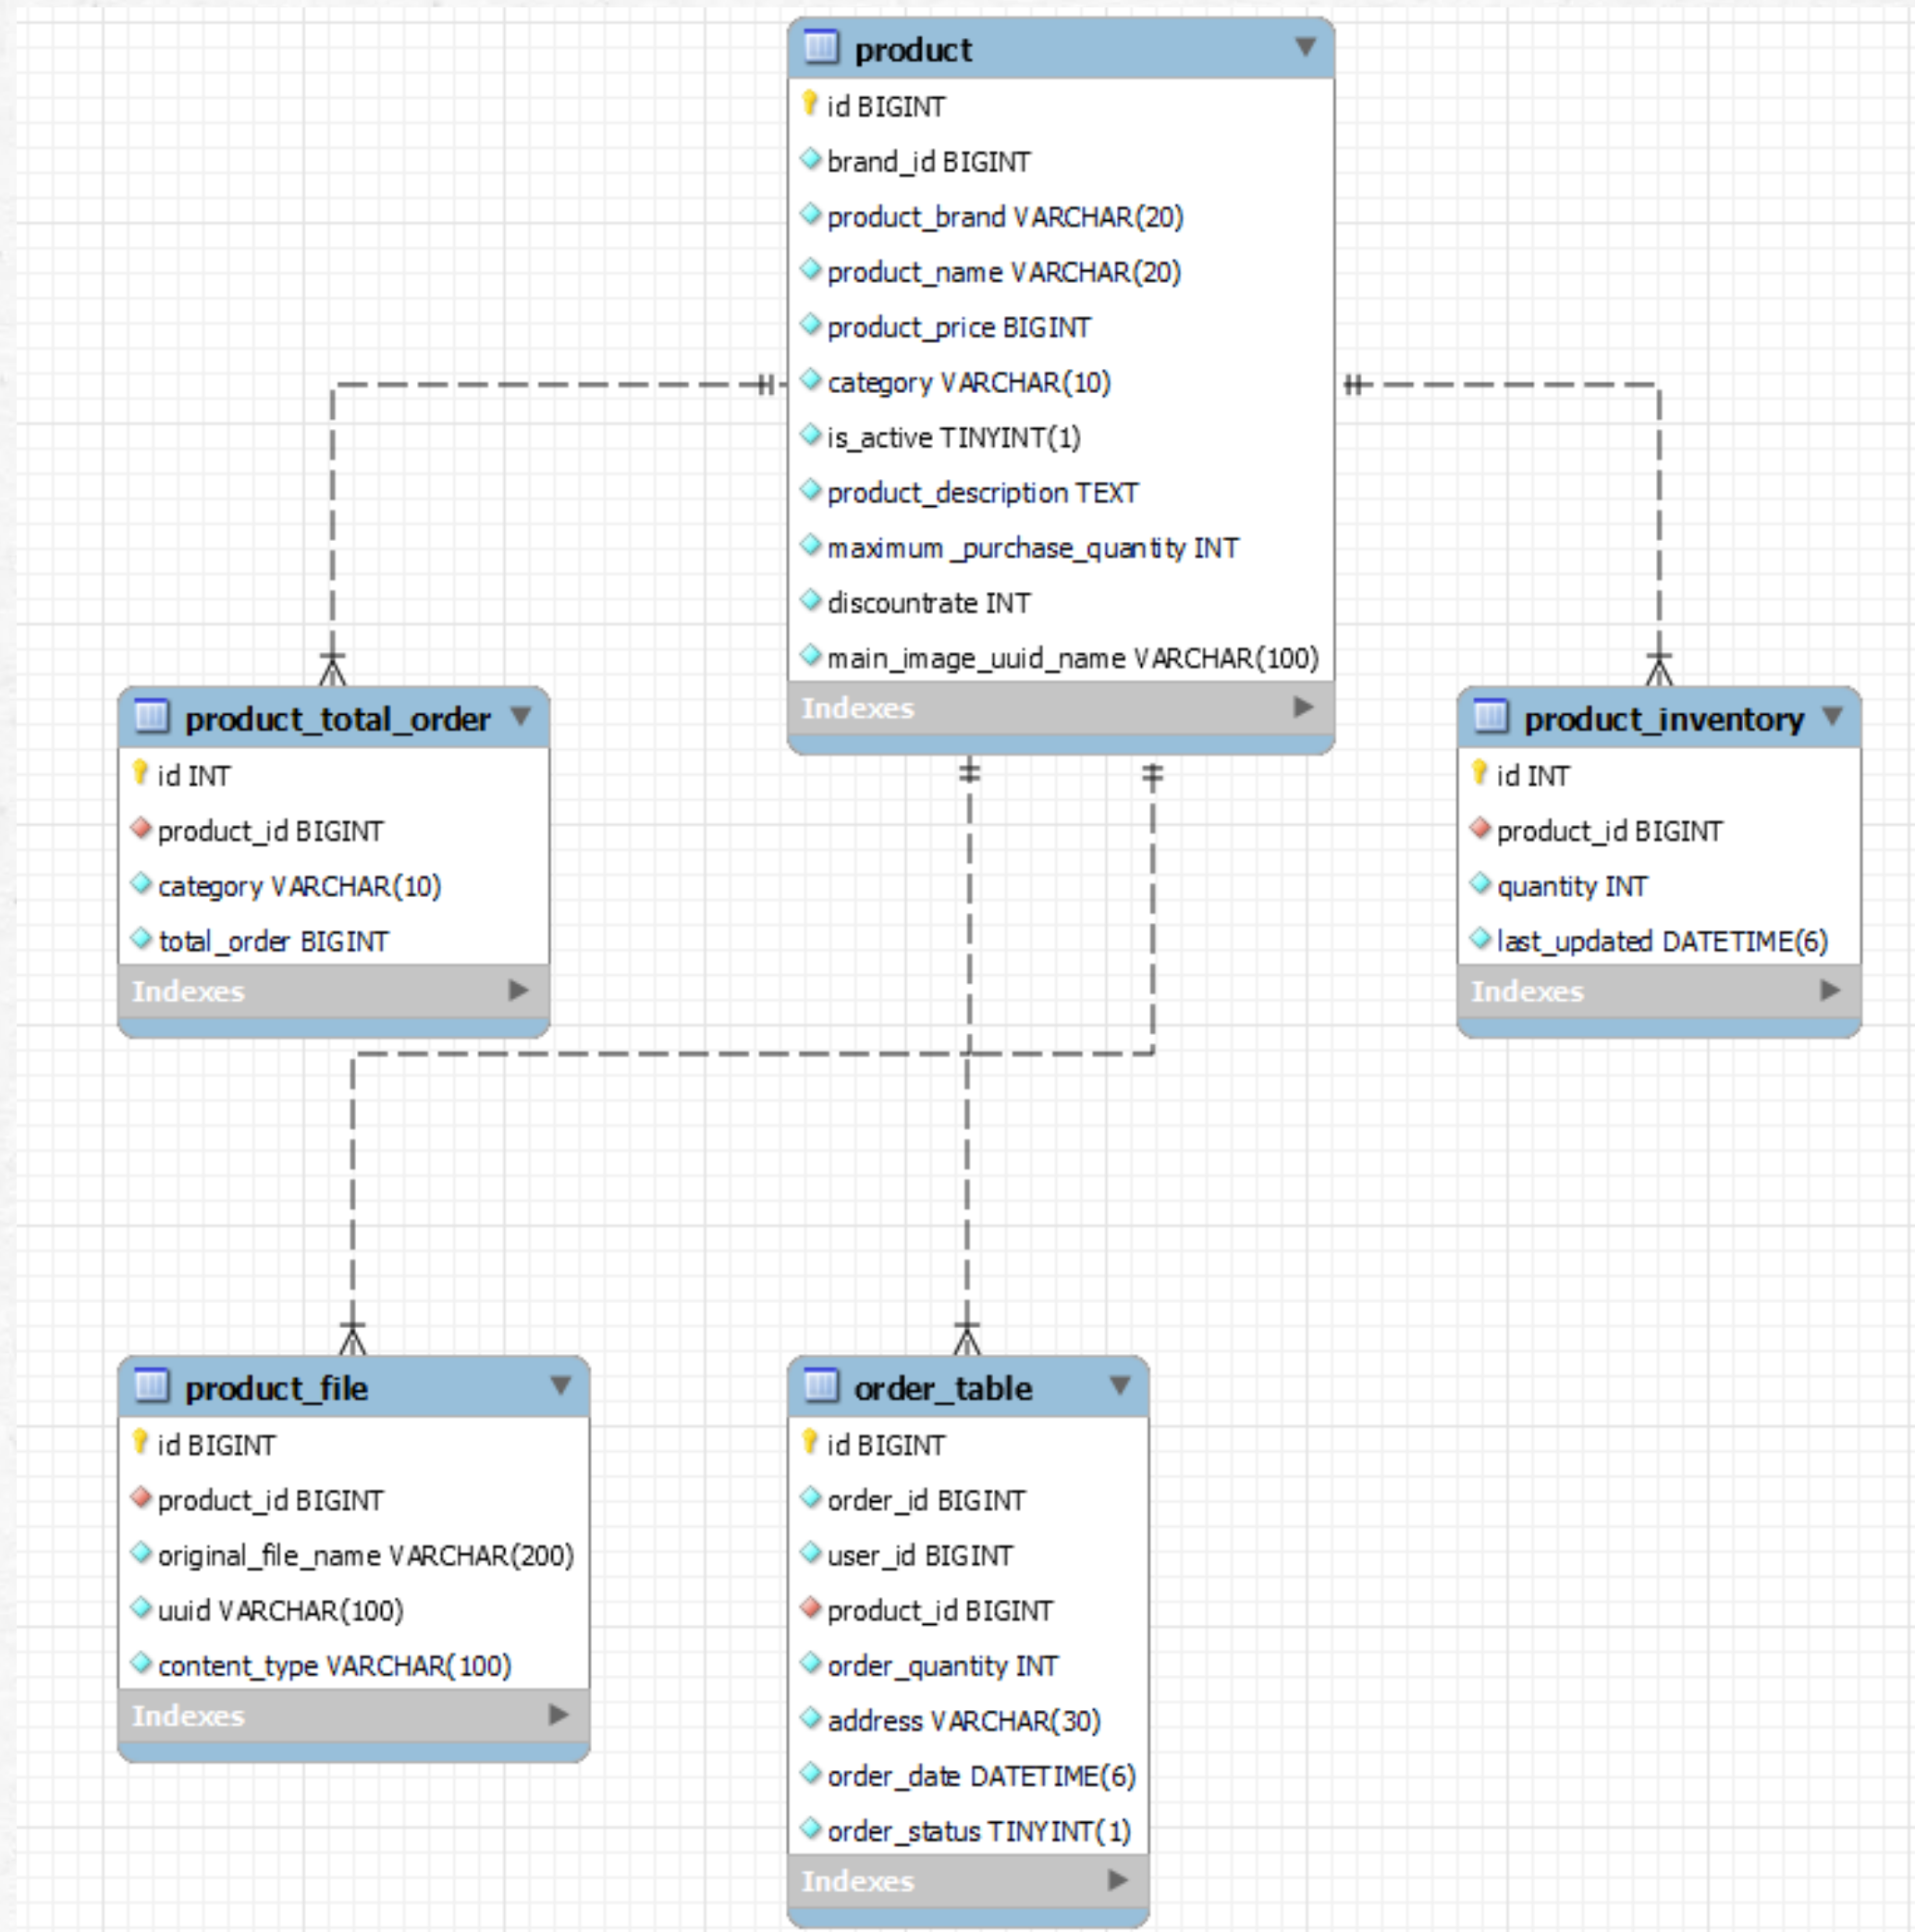 product
id BIGINT
brand_id BIGINT
product_brand VARCHAR(20)
product_name VARCHAR(20)
product_price BIGINT
category VARCHAR(10)
is_active TINYINT(1)
product_description TEXT
maximum_purchase_quantity INT
discountrate INT
main_image_uuid_name VARCHAR(100)
Indexes
product_total_order
id INT
product_id BIGINT
category VARCHAR(10)
total_order BIGINT
Indexes
product_inventory
id INT
product_id BIGINT
quantity INT
last_updated DATETIME(6)
Indexes
product_file
id BIGINT
product_id BIGINT
original_file_name VARCHAR(200)
uuid VARCHAR(100)
content_type VARCHAR(100)
Indexes
order_table
id BIGINT
order_id BIGINT
user_id BIGINT
product_id BIGINT
order_quantity INT
address VARCHAR(30)
order_date DATETIME(6)
order_status TINYINT(1)
Indexes